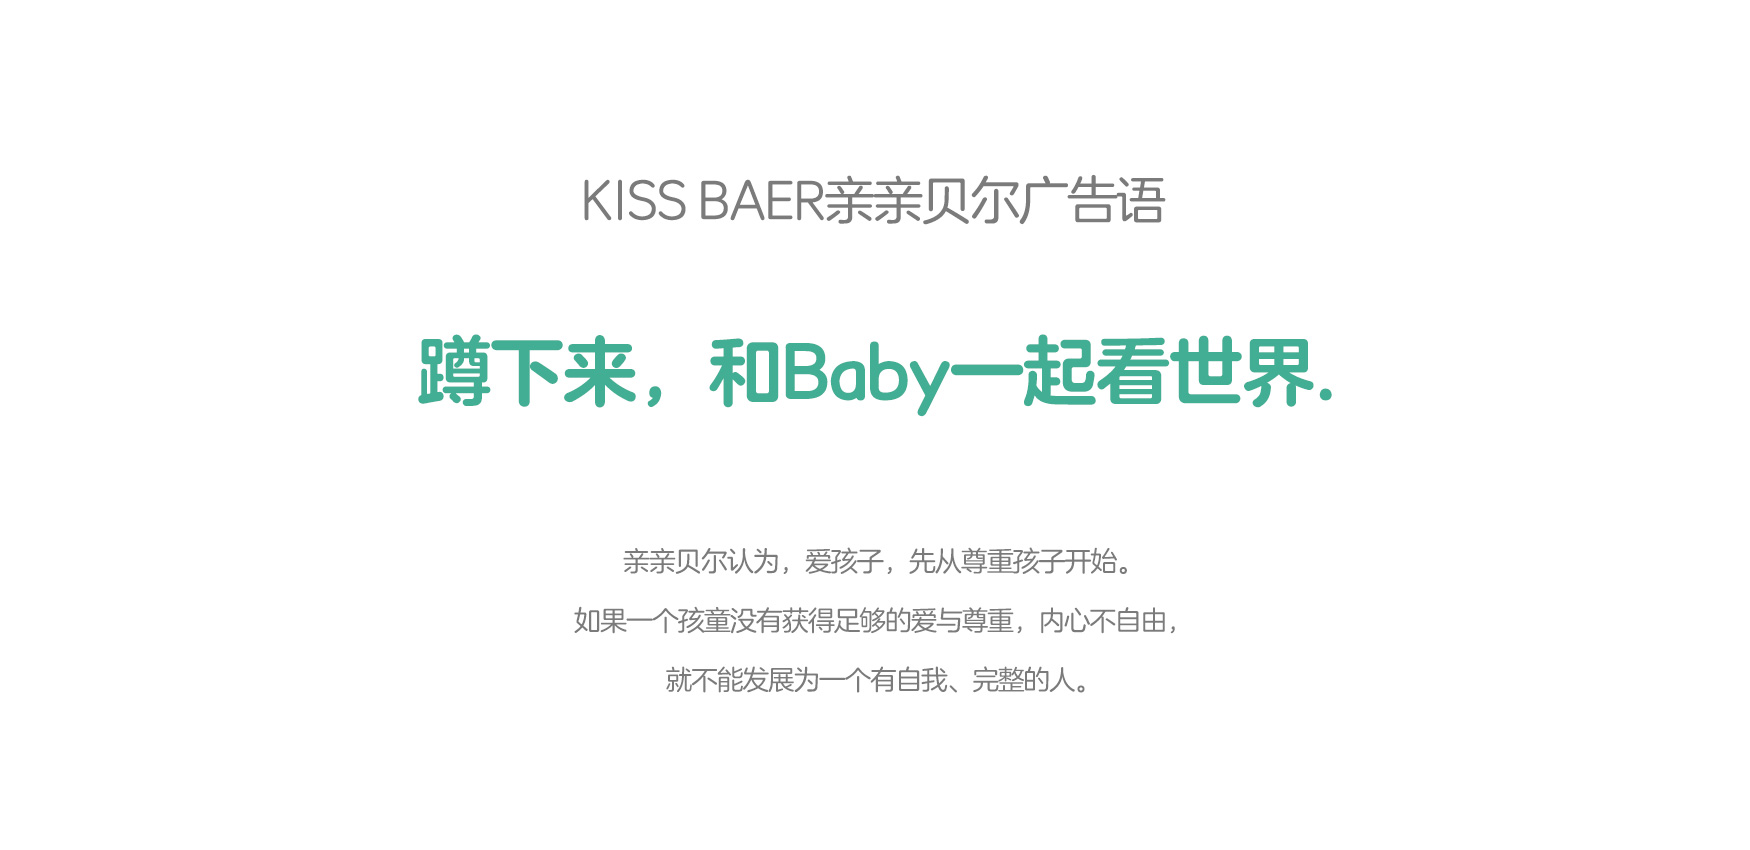 KISS BAER亲亲贝尔广告语
蹲下来，和Baby一起看世界.
亲亲贝尔认为，爱孩子，先从尊重孩子开始。
如果一个孩童没有获得足够的爱与尊重，内心不自由，
就不能发展为一个有自我、完整的人。